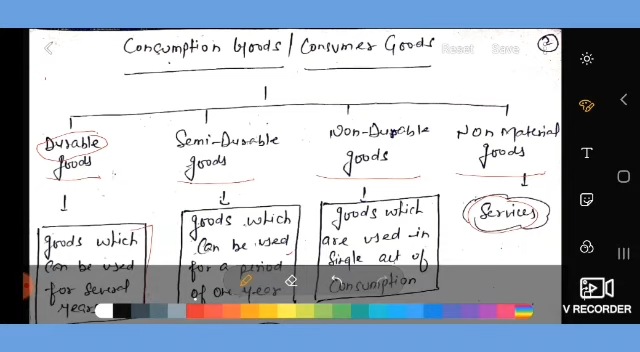 Consumption Goods / Consumer Goods
Reset Save
2
Durable goods
Semi-Durable goods
Non-Durable goods
Non Material goods
Services
goods which can be used for several year
goods which can be used for a period of one year
goods which are used in single act of consumption
T
V RECORDER